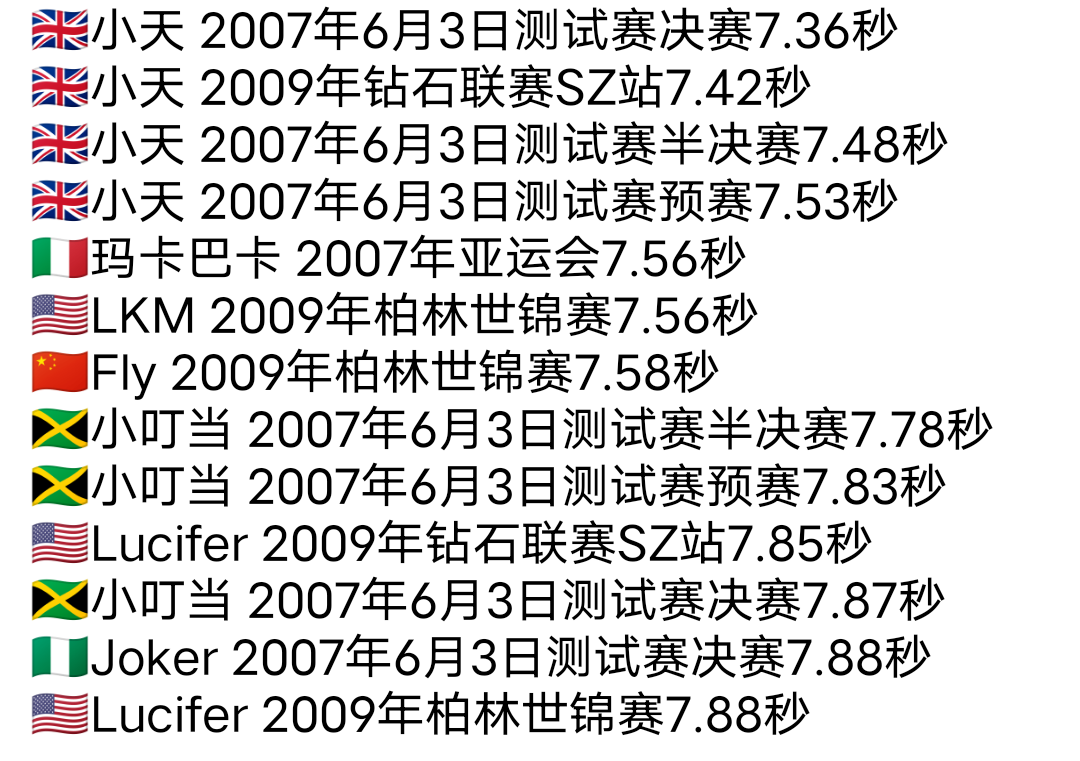 🇬🇧小天 2007年6月3日测试赛决赛7.36秒
🇬🇧小天 2009年钻石联赛SZ站7.42秒
🇬🇧小天 2007年6月3日测试赛半决赛7.48秒
🇬🇧小天 2007年6月3日测试赛预赛7.53秒
🇮🇹玛卡巴卡 2007年亚运会7.56秒
🇺🇸LKM 2009年柏林世锦赛7.56秒
🇨🇳Fly 2009年柏林世锦赛7.58秒
🇯🇲小叮当 2007年6月3日测试赛半决赛7.78秒
🇯🇲小叮当 2007年6月3日测试赛预赛7.83秒
🇺🇸Lucifer 2009年钻石联赛SZ站7.85秒
🇯🇲小叮当 2007年6月3日测试赛决赛7.87秒
🇳🇬Joker 2007年6月3日测试赛决赛7.88秒
🇺🇸Lucifer 2009年柏林世锦赛7.88秒